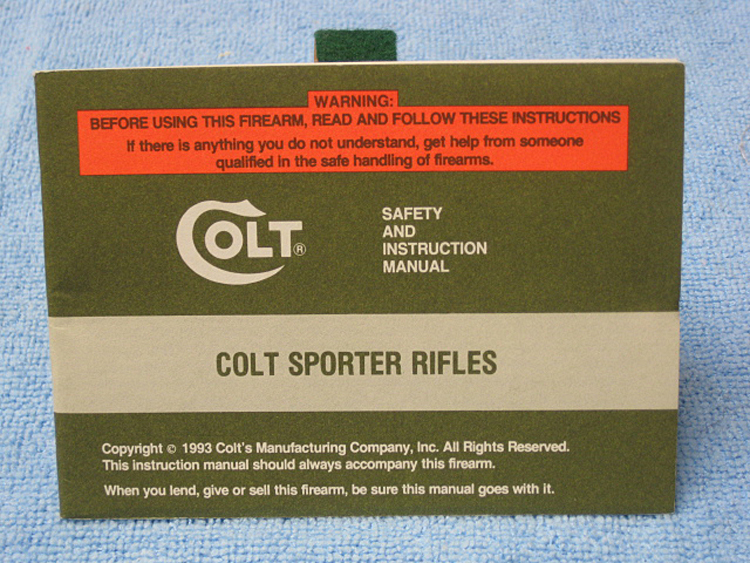 WARNING:
BEFORE USING THIS FIREARM, READ AND FOLLOW THESE INSTRUCTIONS
If there is anything you do not understand, get help from someone
qualified in the safe handling of firearms.
COLT®
SAFETY
AND
INSTRUCTION
MANUAL
COLT SPORTER RIFLES
Copyright © 1993 Colt's Manufacturing Company, Inc. All Rights Reserved.
This instruction manual should always accompany this firearm.
When you lend, give or sell this firearm, be sure this manual goes with it.